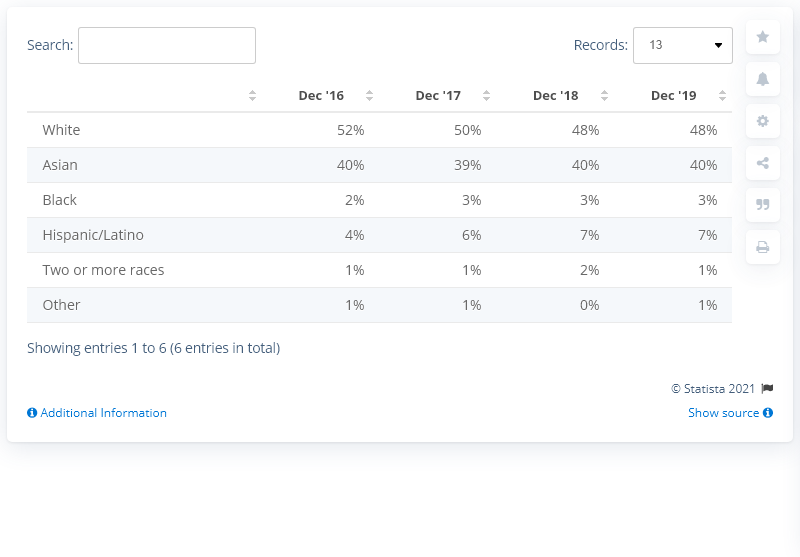 Search:
Records: 13
Dec '16 Dec '17 Dec '18 Dec '19
White 52% 50% 48% 48%
Asian 40% 39% 40% 40%
Black 2% 3% 3% 3%
Hispanic/Latino 4% 6% 7% 7%
Two or more races 1% 1% 2% 1%
Other 1% 1% 0% 1%
Showing entries 1 to 6 (6 entries in total)
© Statista 2021
Additional Information Show source